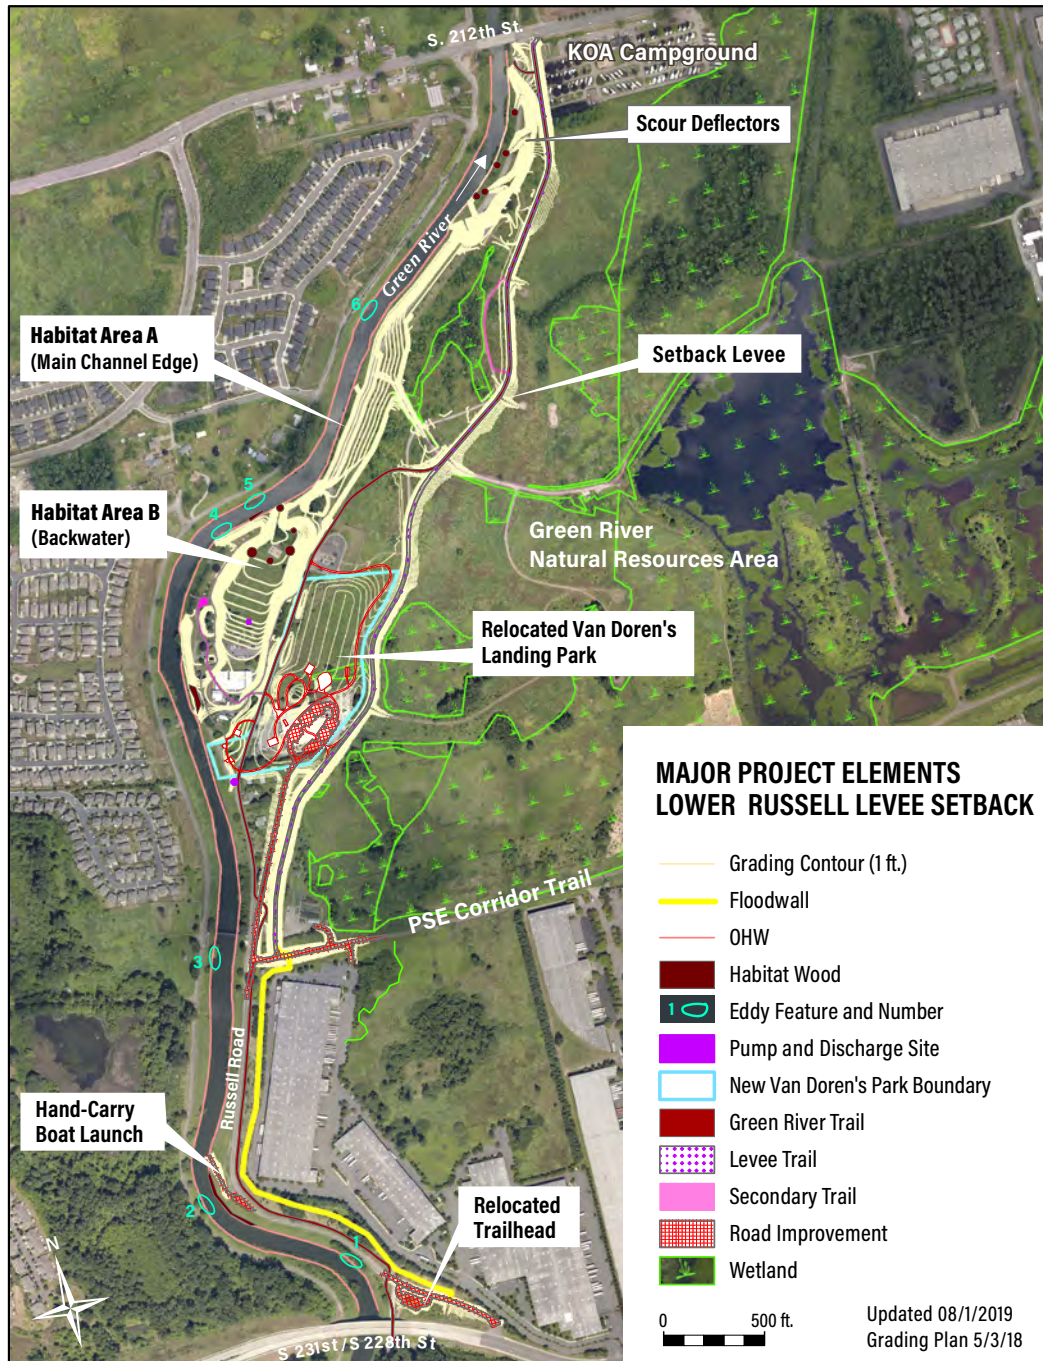 S. 212th St.
KOA Campground
Scour Deflectors
Green River
6
Habitat Area A
(Main Channel Edge)
Setback Levee
5
4
Habitat Area B
(Backwater)
Green River
Natural Resources Area
Relocated Van Doren's
Landing Park
PSE Corridor Trail
3
Russell Road
Hand-Carry
Boat Launch
2
1
Relocated
Trailhead
N
S 231st / S 228th St
MAJOR PROJECT ELEMENTS
LOWER RUSSELL LEVEE SETBACK
Grading Contour (1 ft.)
Floodwall
OHW
Habitat Wood
1
Eddy Feature and Number
Pump and Discharge Site
New Van Doren's Park Boundary
Green River Trail
Levee Trail
Secondary Trail
Road Improvement
Wetland
0 500 ft.
Updated 08/1/2019
Grading Plan 5/3/18